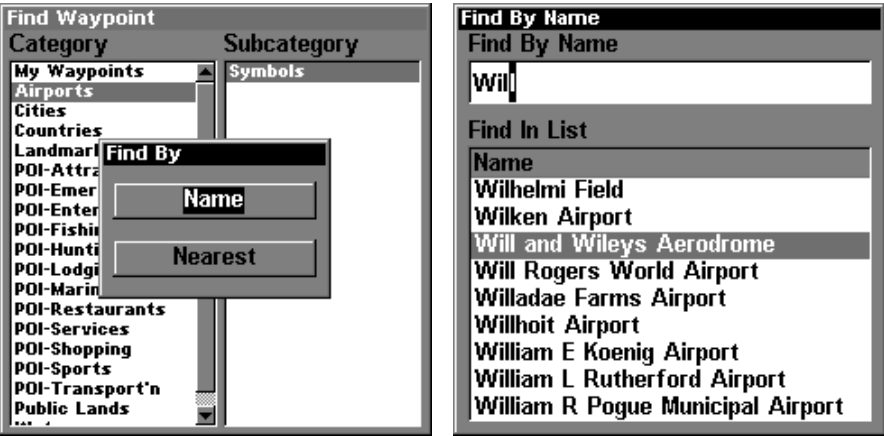 Find Waypoint
Category
Subcategory
My Waypoints
Airports
Cities
Countries
Symbols
Find By
Name
Nearest
POI-Restaurants
POI-Services
POI-Shopping
POI-Sports
POI-Transport'n
Public Lands
Find By Name
Find By Name
Will
Find In List
Name
Wilhelmi Field
Wilken Airport
Will and Wileys Aerodrome
Will Rogers World Airport
Willadae Farms Airport
Willhoit Airport
William E Koenig Airport
William L Rutherford Airport
William R Pogue Municipal Airport